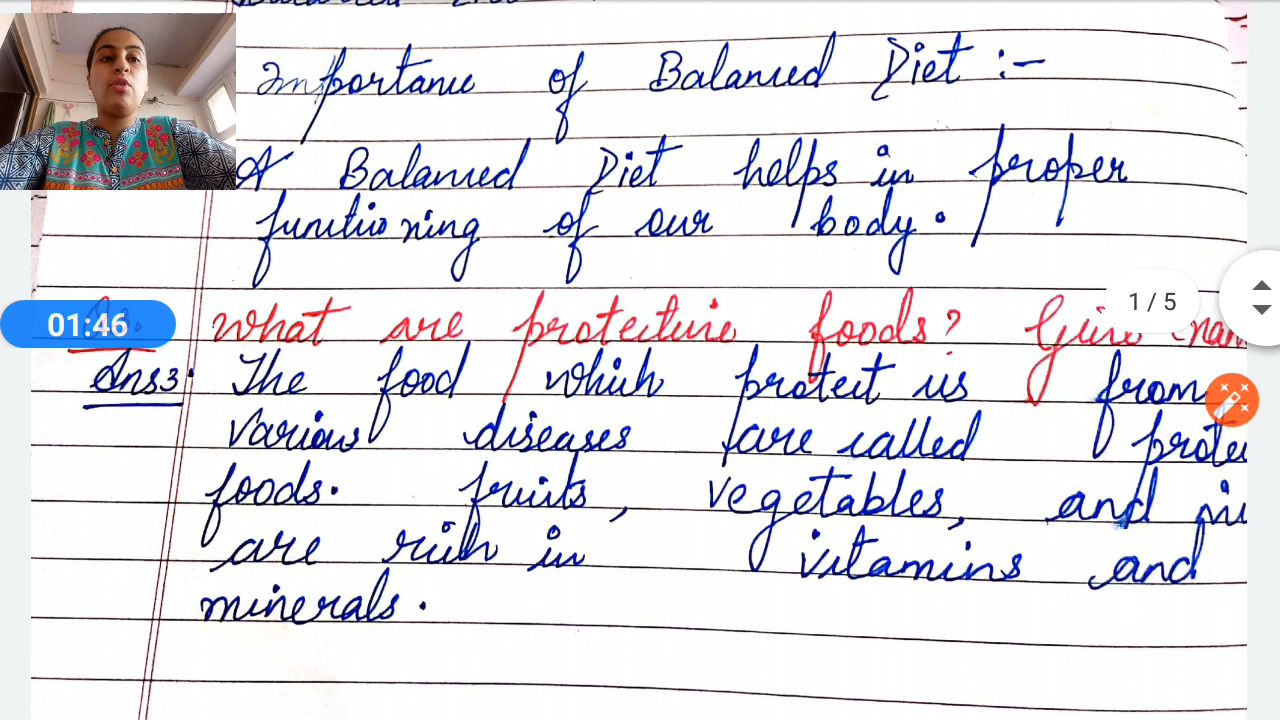 Importance of Balanced Diet :-
A Balanced Diet helps in proper
functioning of our body.
1 / 5
01:46
What are protective foods? Give nam
Ans3. The food which protect us from
various diseases are called prote
foods. fruits, vegetables, and mi
are rich in vitamins and
minerals.